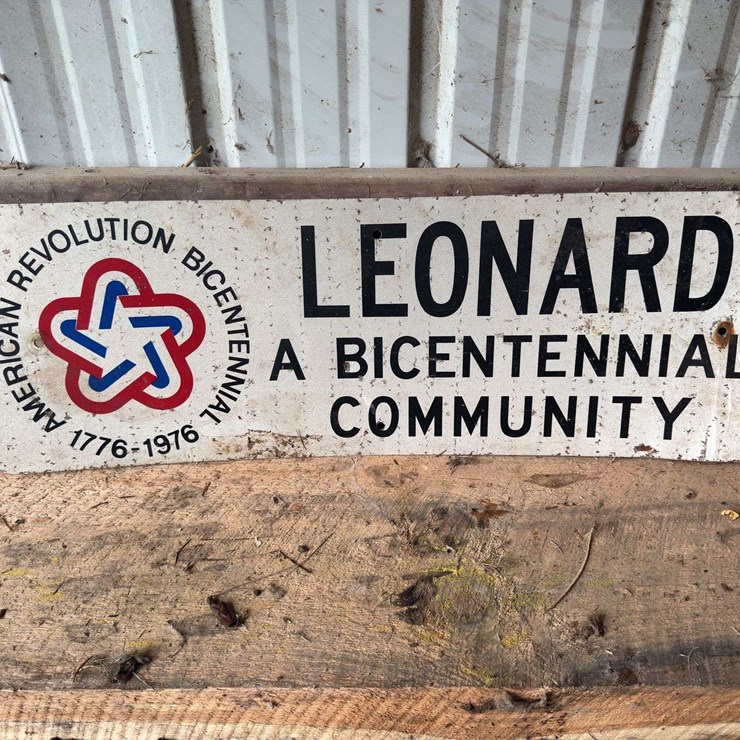 AMERICAN REVOLUTION BICENTENNIAL
1776-1976
LEONARD
A BICENTENNIAL
COMMUNITY